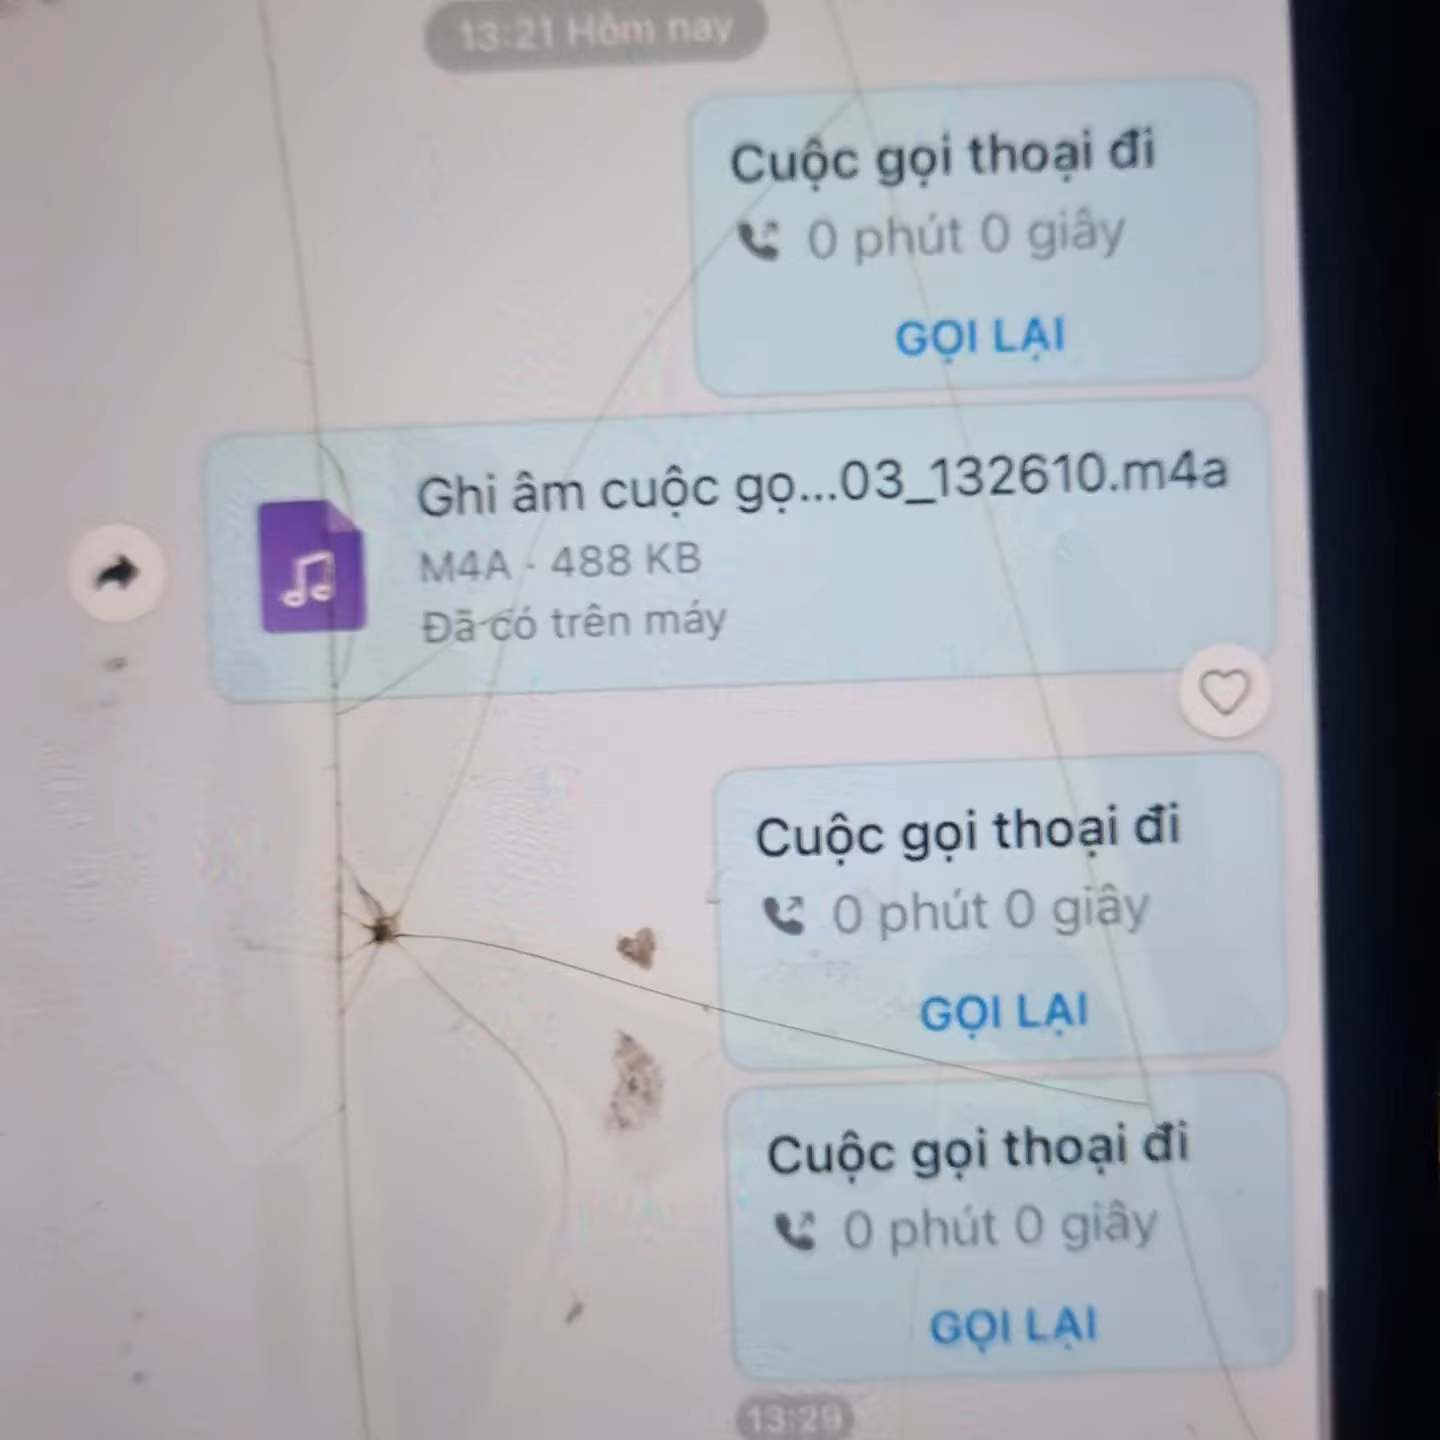 13:21 Hôm nay
Cuộc gọi thoại đi
0 phút 0 giây
GỌI LẠI
Ghi âm cuộc gọ...03_132610.m4a
M4A · 488 KB
Đã có trên máy
Cuộc gọi thoại đi
0 phút 0 giây
GỌI LẠI
Cuộc gọi thoại đi
0 phút 0 giây
GỌI LẠI
13:29